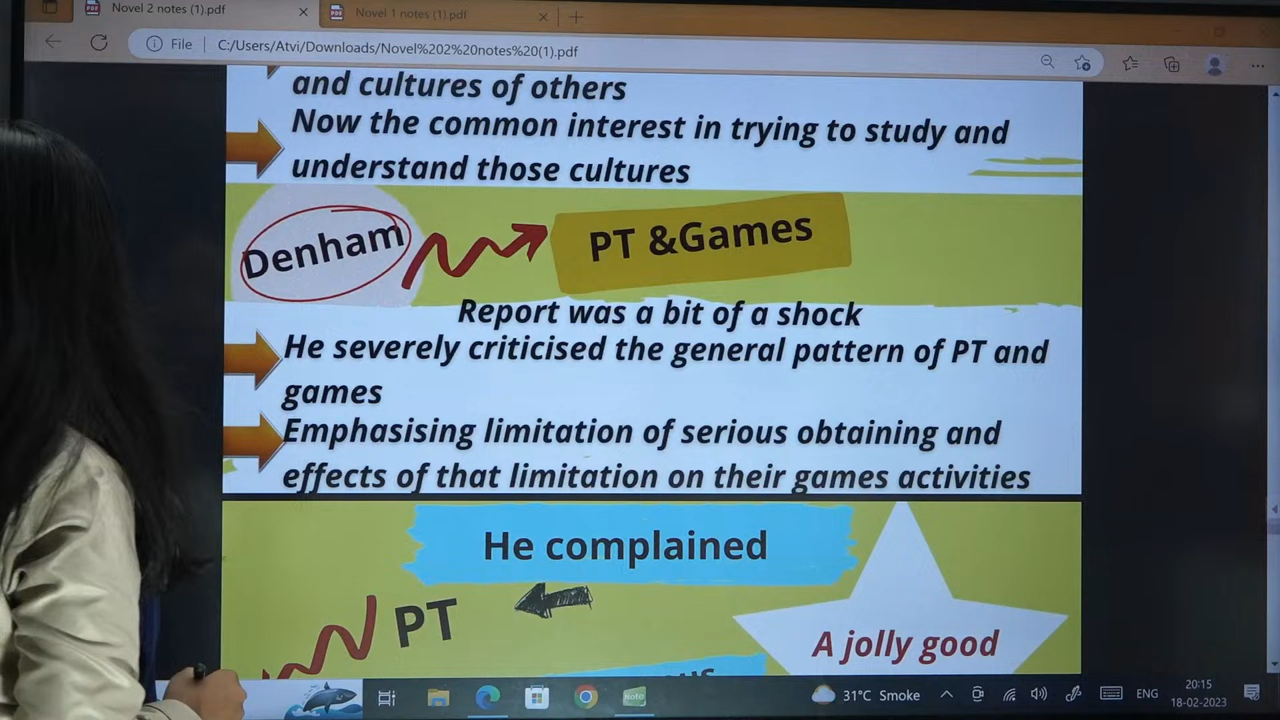 Novel 2 notes (1).pdf
Novel 1 notes (1).pdf
File
C:/Users/Atvi/Downloads/Novel%202%20notes%20(1).pdf
and cultures of others
Now the common interest in trying to study and
understand those cultures
Denham
PT &Games
Report was a bit of a shock
He severely criticised the general pattern of PT and
games
Emphasising limitation of serious obtaining and
effects of that limitation on their games activities
He complained
PT
A jolly good
31°C Smoke
ENG
20:15
18-02-2023